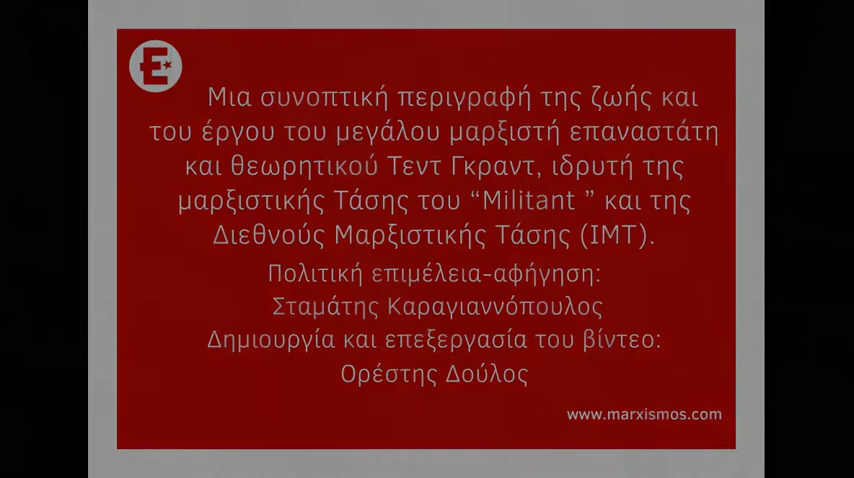 Ε
Μια συνοπτική περιγραφή της ζωής και
του έργου του μεγάλου μαρξιστή επαναστάτη
και θεωρητικού Τεντ Γκραντ, ιδρυτή της
μαρξιστικής Τάσης του “Militant ” και της
Διεθνούς Μαρξιστικής Τάσης (ΙΜΤ).
Πολιτική επιμέλεια-αφήγηση:
Σταμάτης Καραγιαννόπουλος
Δημιουργία και επεξεργασία του βίντεο:
Ορέστης Δούλος
www.marxismos.com